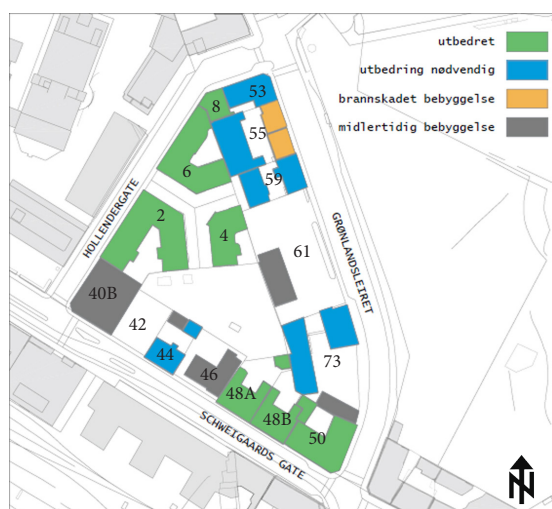 utbedret
utbedring nødvendig
brannskadet bebyggelse
midlertidig bebyggelse
53
8
55
6
59
HOLLENDERGATE
2
4
GRØNLANDSLEIRET
61
40B
42
44
73
46
48A
48B
50
SCHWEIGAARDS GATE
N